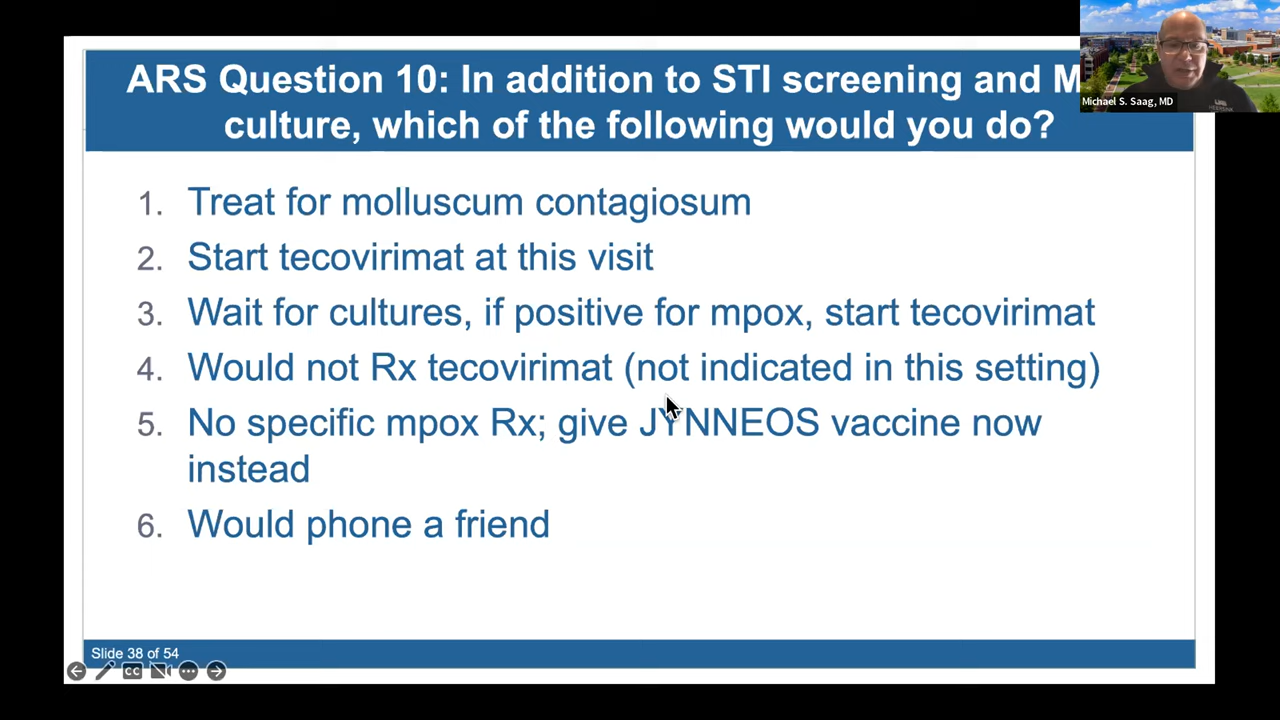 ARS Question 10: In addition to STI screening and M
culture, which of the following would you do?
Michael S. Saag, MD
1. Treat for molluscum contagiosum
2. Start tecovirimat at this visit
3. Wait for cultures, if positive for mpox, start tecovirimat
4. Would not Rx tecovirimat (not indicated in this setting)
5. No specific mpox Rx; give JYNNEOS vaccine now
instead
6. Would phone a friend
Slide 38 of 54
CC